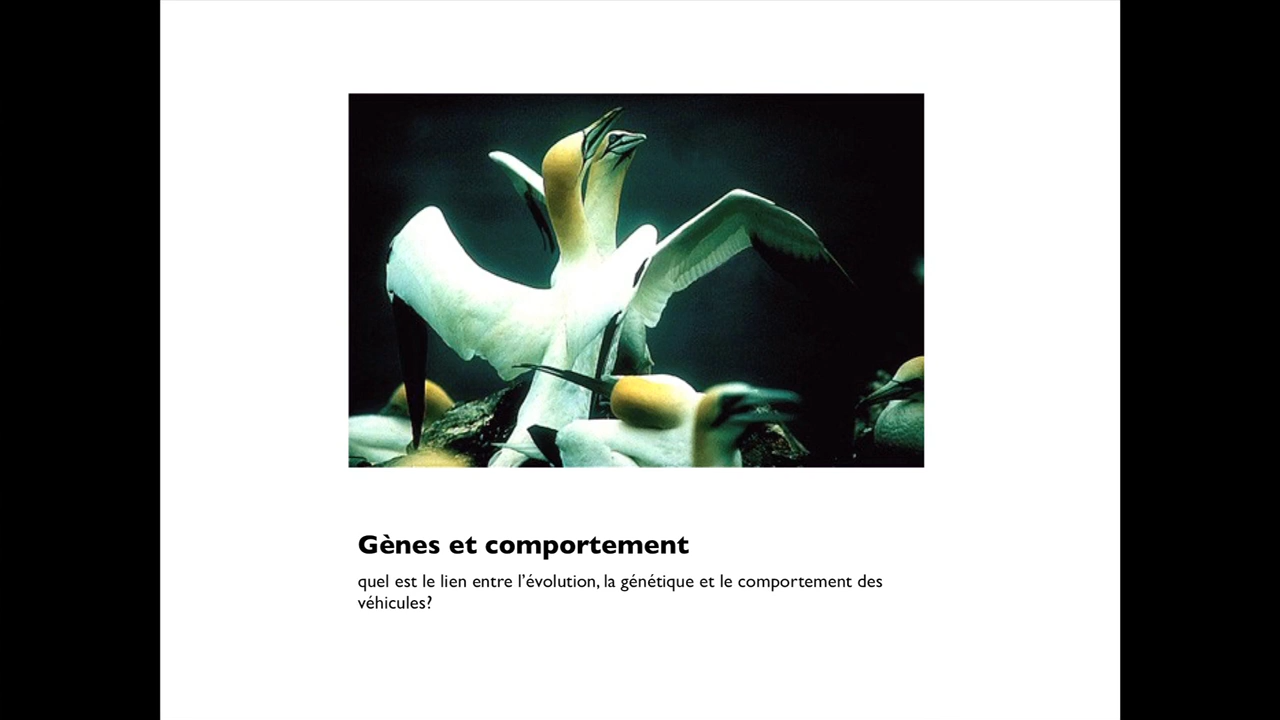 Gènes et comportement
quel est le lien entre l’évolution, la génétique et le comportement des
véhicules?